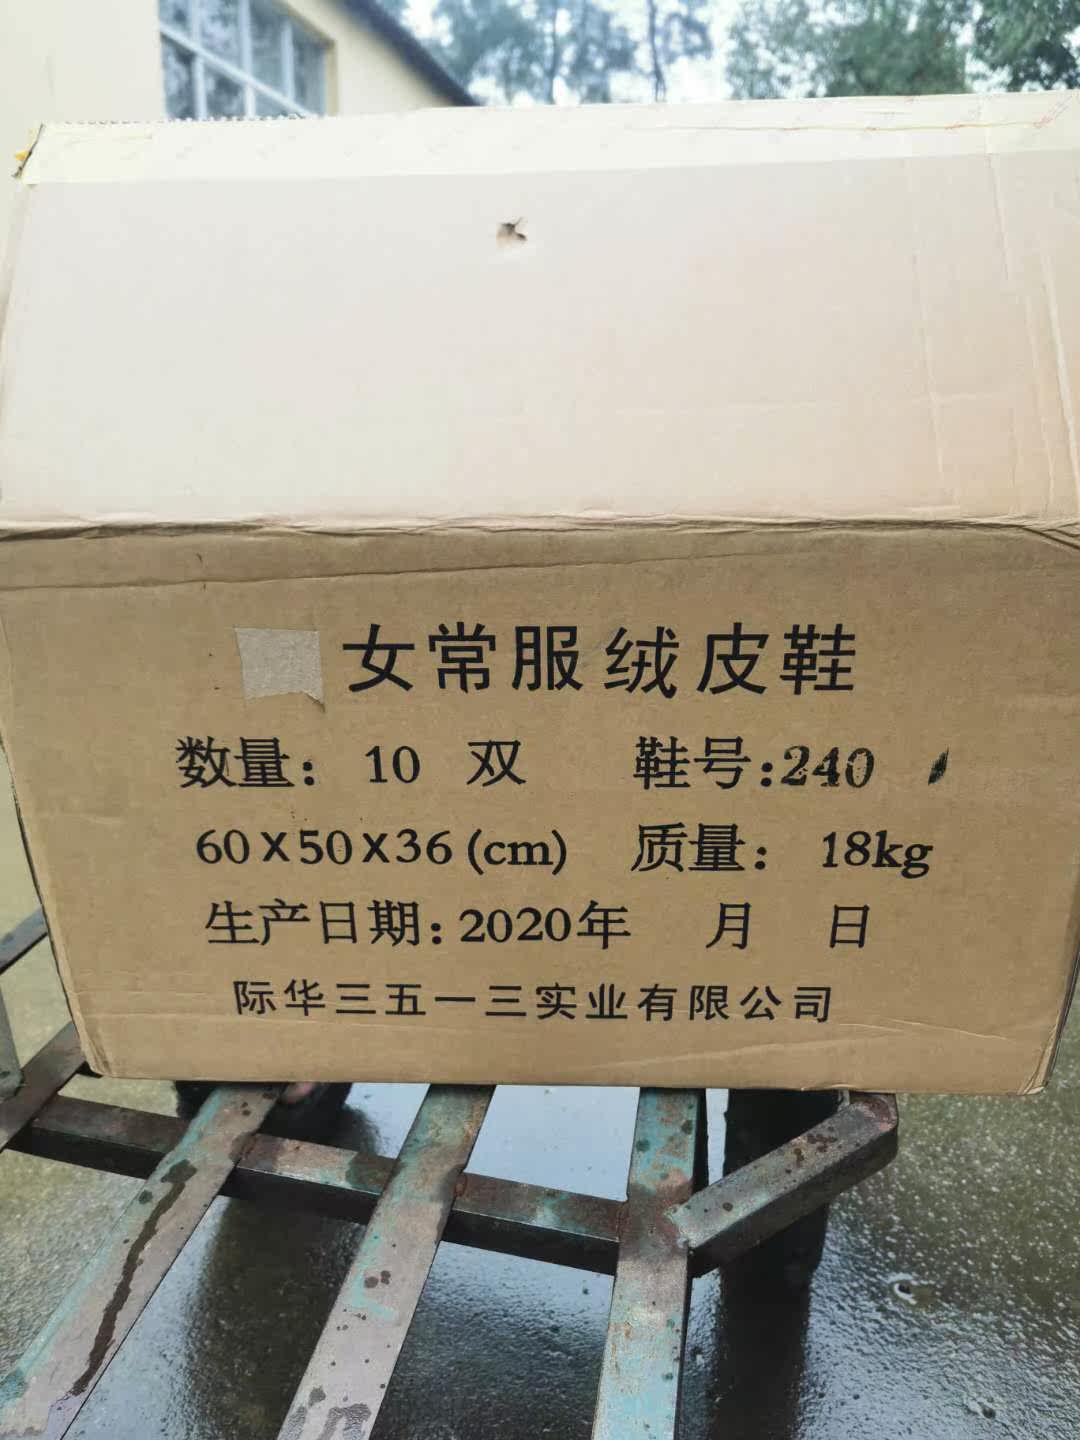 女常服绒皮鞋
数量： 10 双 鞋号:240
60X50X36(cm) 质量： 18kg
生产日期:2020年 月 日
际华三五一三实业有限公司